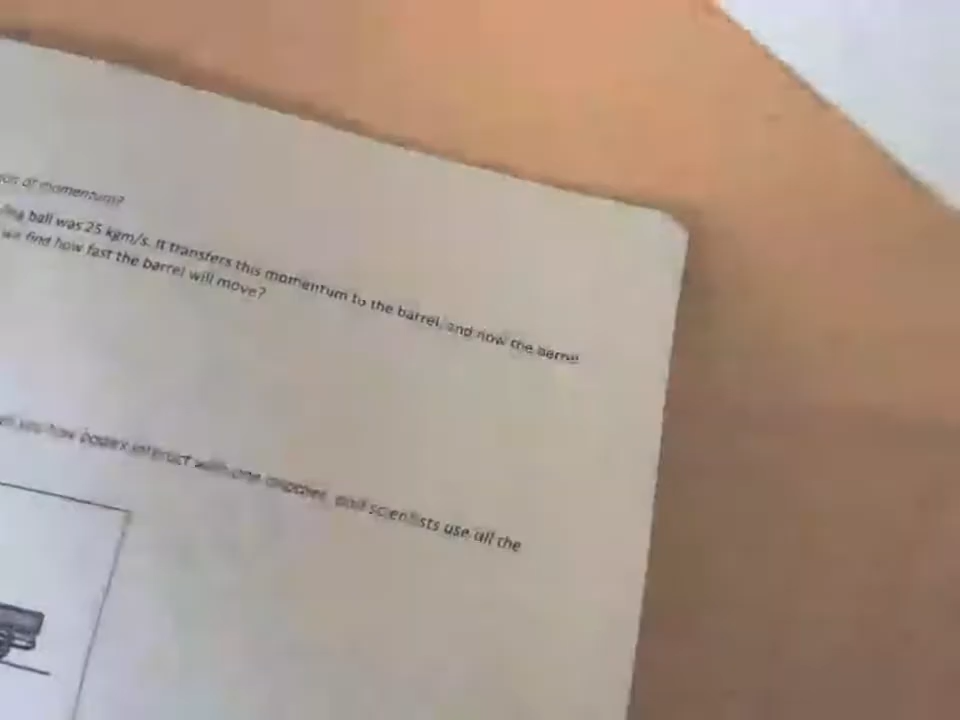 of momentum?
ball was 25 kgm/s. It transfers this momentum to the barrel, and now the barrel
we find how fast the barrel will move?
you how bodies interact with one another, and scientists use all the